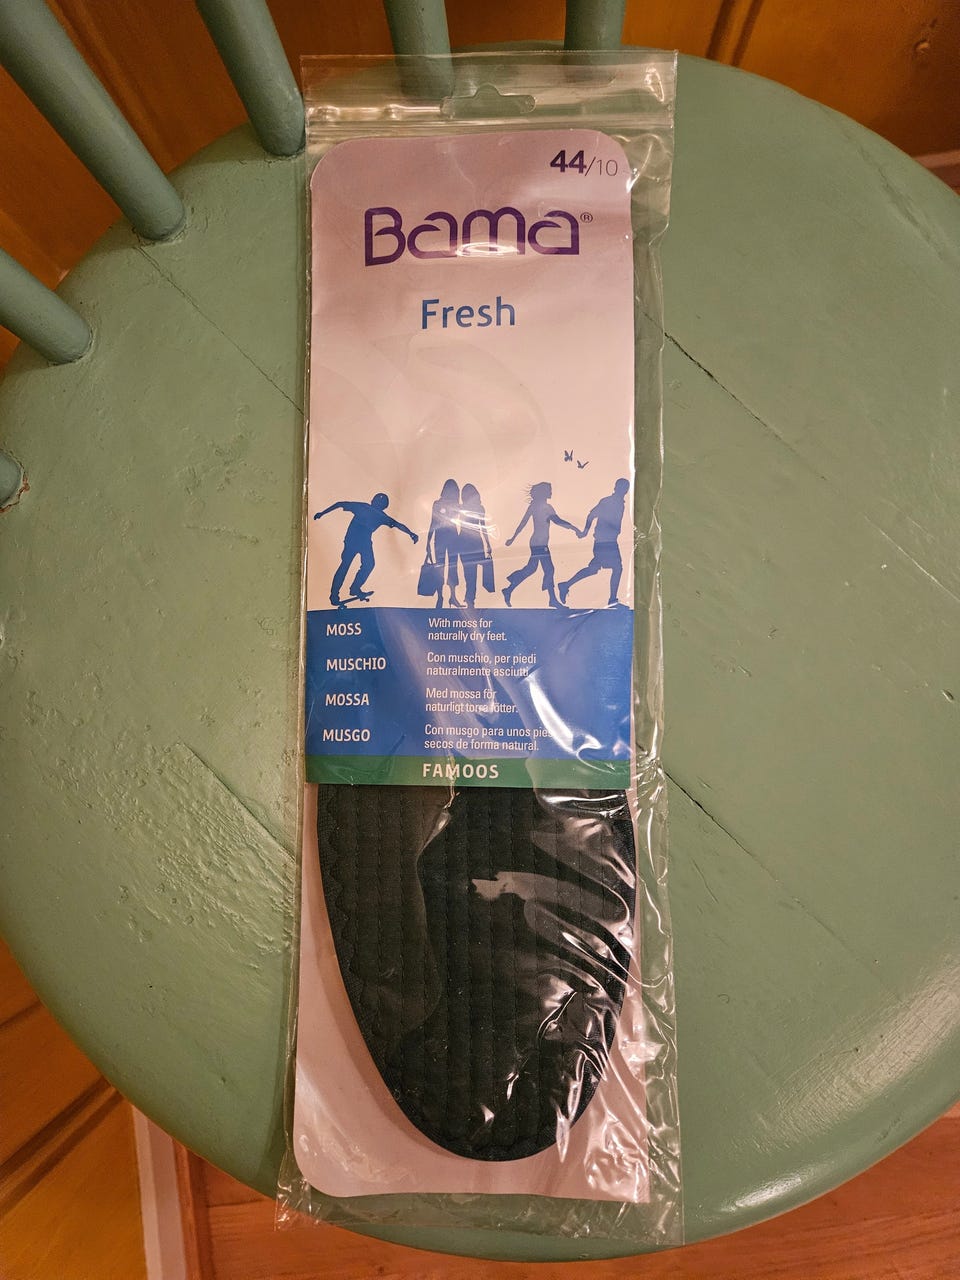 44/10
Bama®
Fresh
MOSS
With moss for
naturally dry feet.
MUSCHIO
Con muschio, per piedi
naturalmente asciutti.
MOSSA
Med mossa för
naturligt torra fötter.
MUSGO
Con musgo para unos pies
secos de forma natural.
FAMOOS